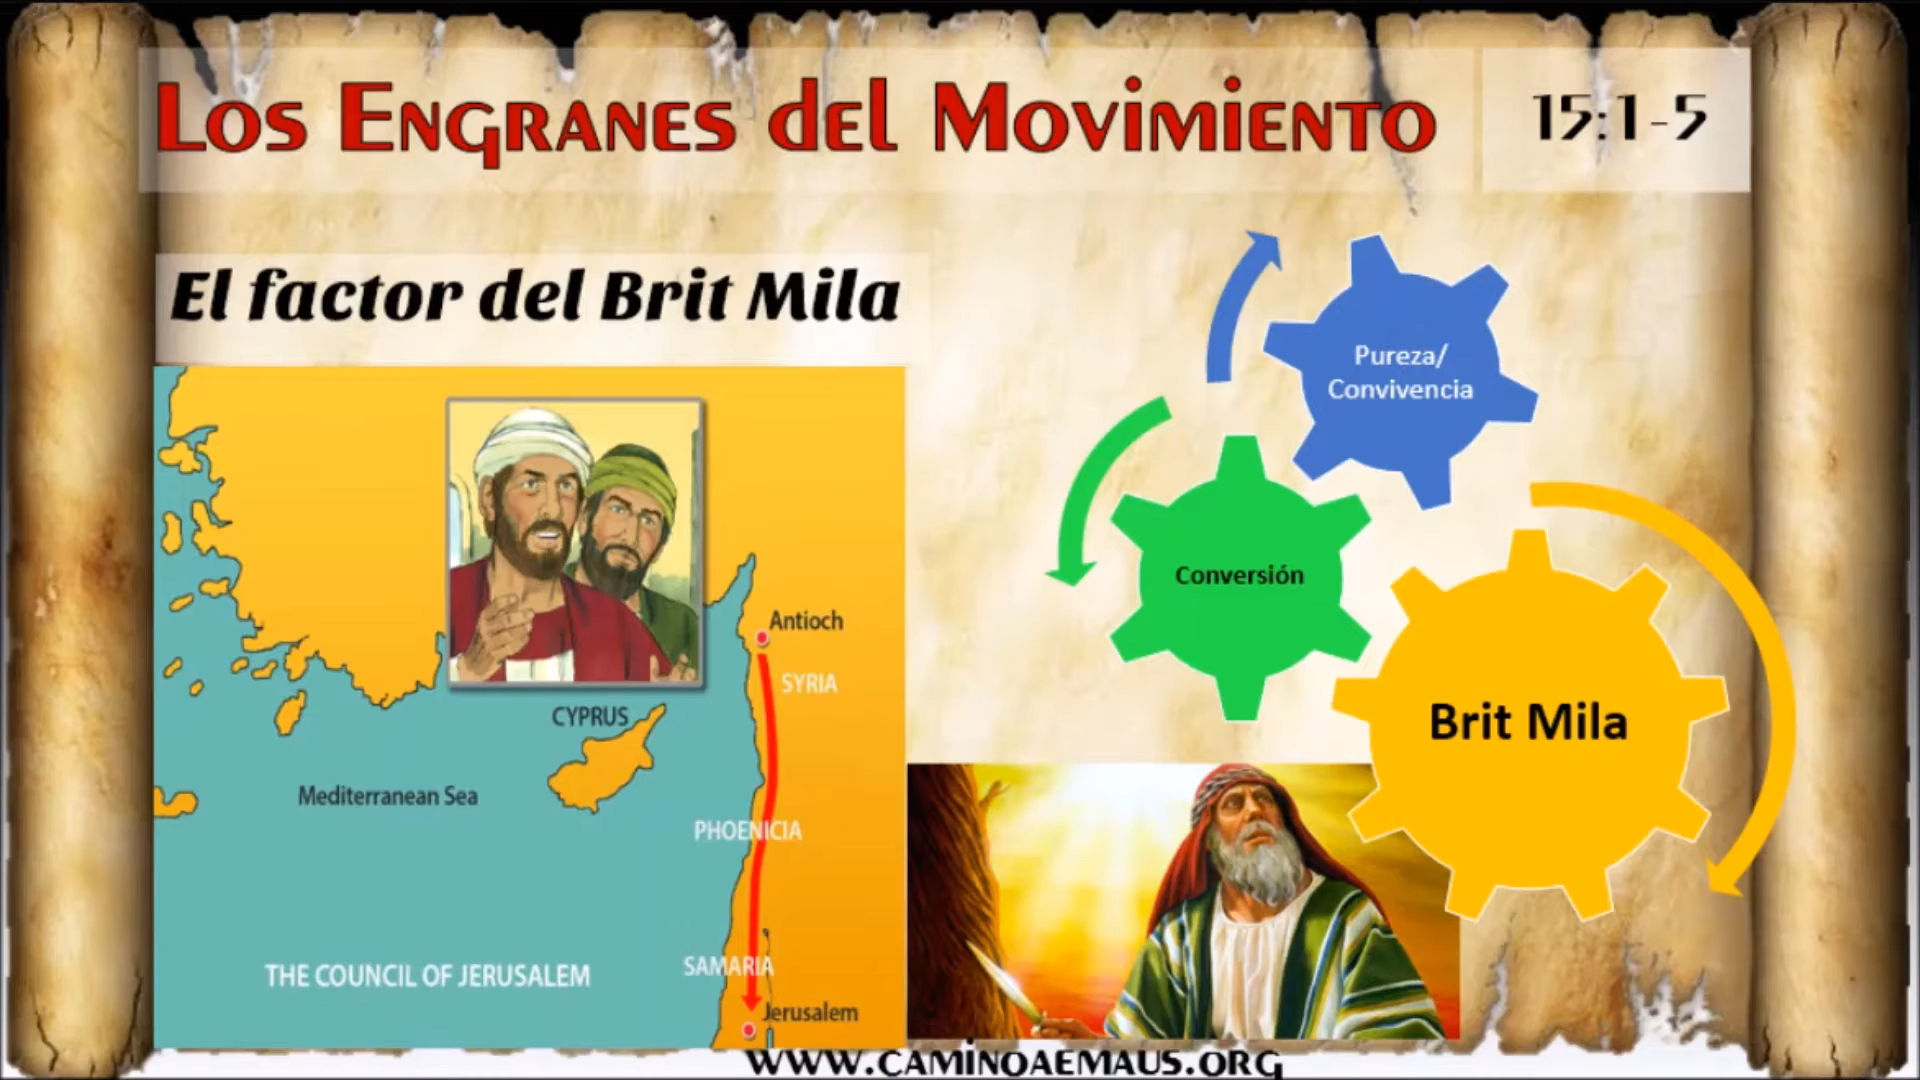 Los Engranes del Movimiento
15:1-5
El factor del Brit Mila
Pureza/
Convivencia
Conversión
Brit Mila
Antioch
SYRIA
CYPRUS
Mediterranean Sea
PHOENICIA
SAMARIA
THE COUNCIL OF JERUSALEM
Jerusalem
www.caminoaemaus.org